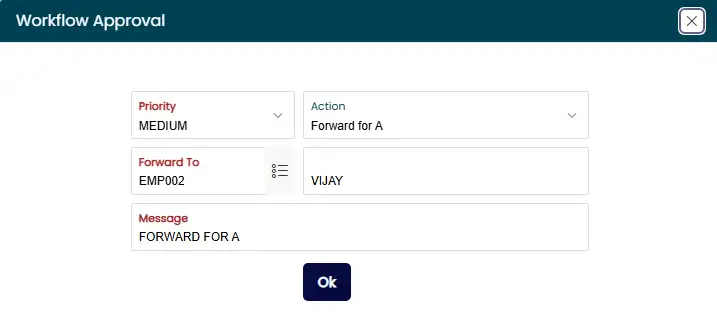 Workflow Approval
Priority
MEDIUM
Action
Forward for A
Forward To
EMP002
VIJAY
Message
FORWARD FOR A
Ok